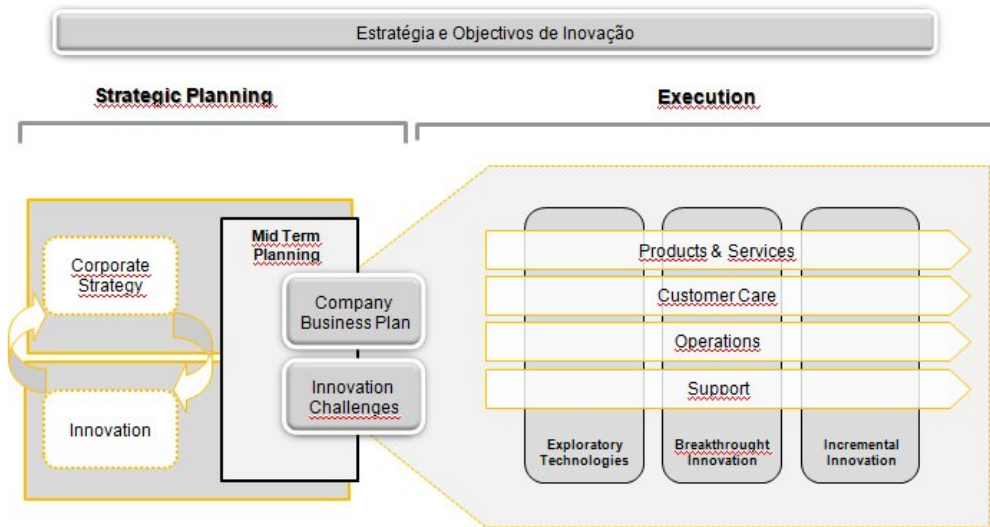 Estratégia e Objectivos de Inovação
Strategic Planning
Execution
Corporate
Strategy
Innovation
Mid Term
Planning
Company
Business Plan
Innovation
Challenges
Products & Services
Customer Care
Operations
Support
Exploratory
Technologies
Breakthrought
Innovation
Incremental
Innovation